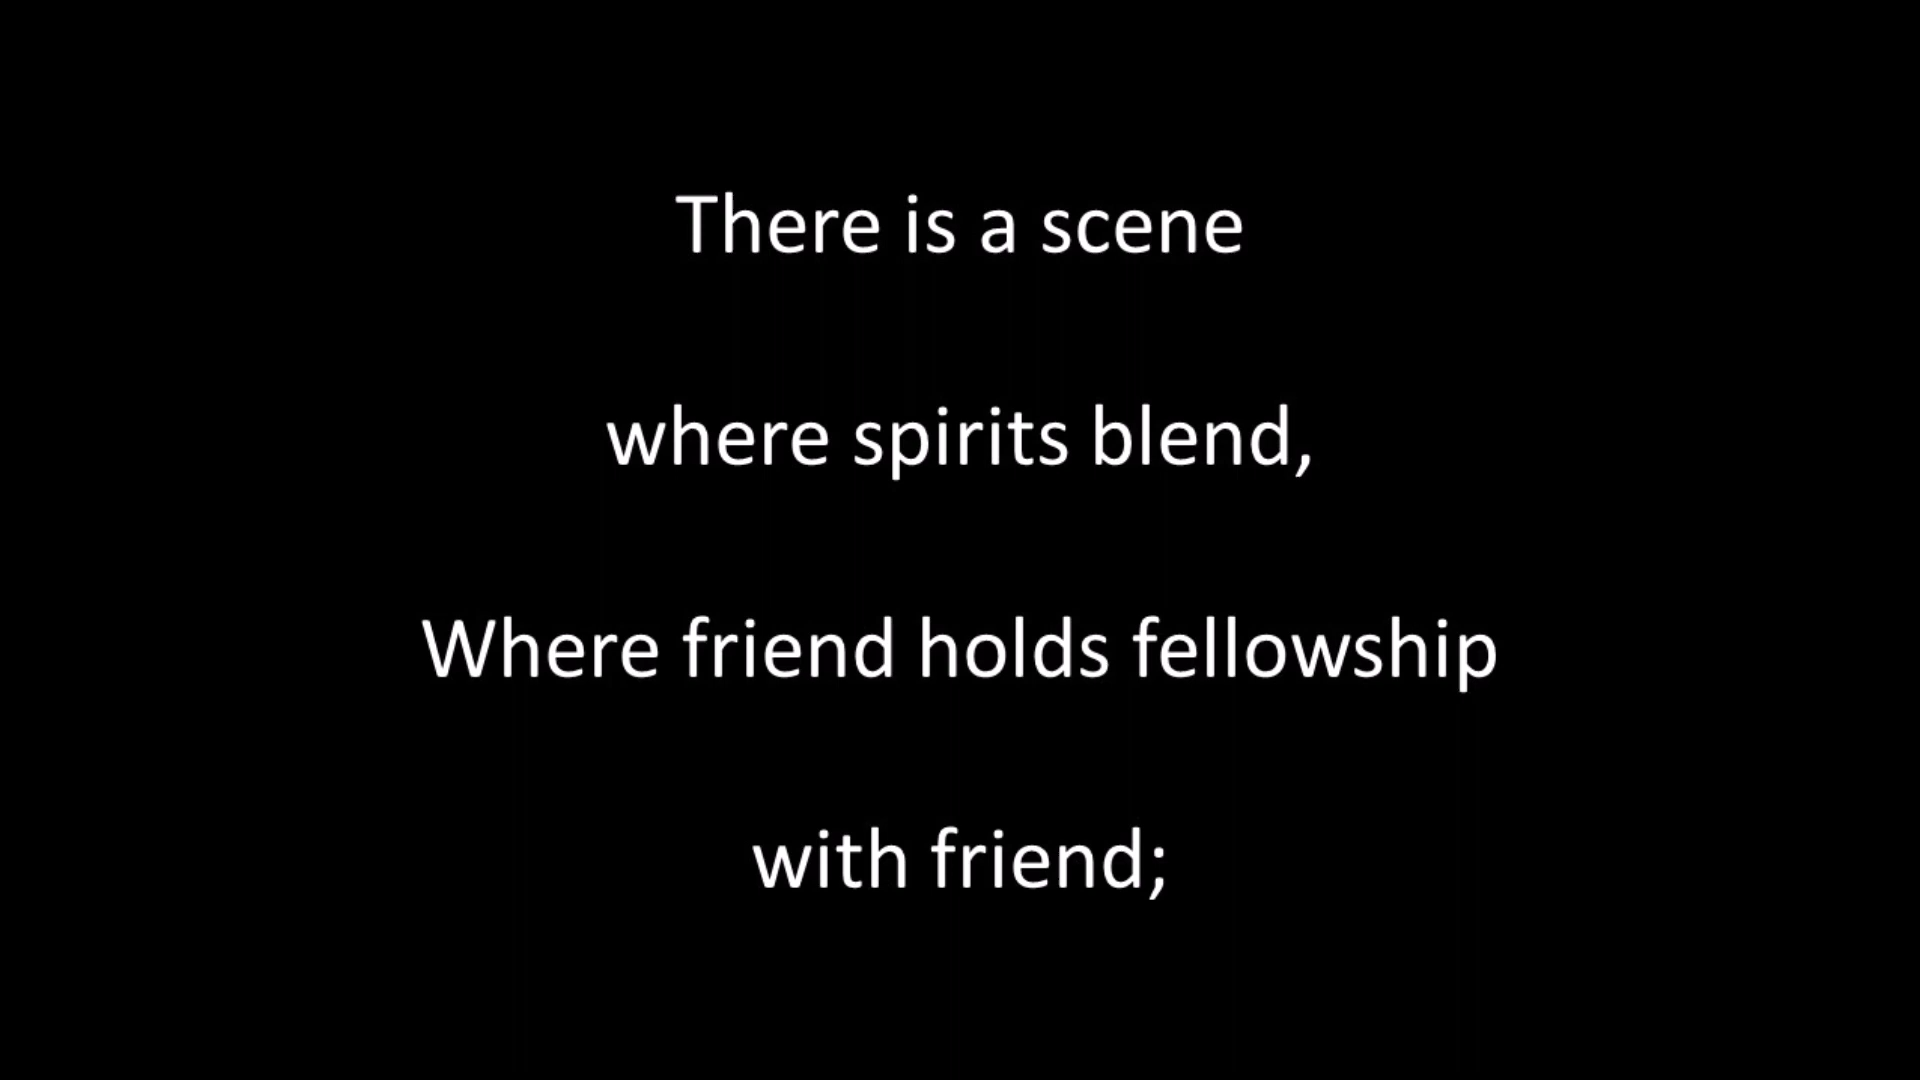 There is a scene
where spirits blend,
Where friend holds fellowship
with friend;